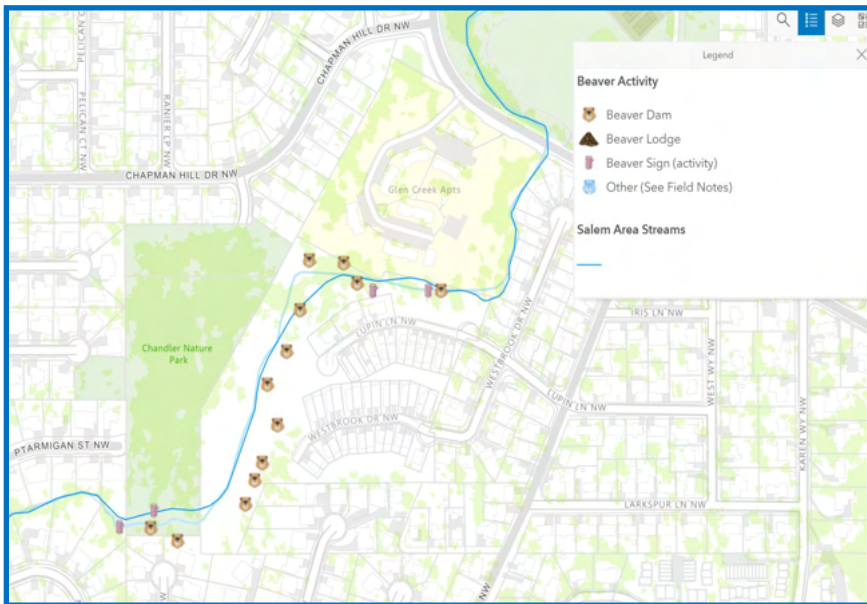 CHAPMAN HILL DR NW
PELICAN CT NW
PELICAN
RANIER LP NW
CHAPMAN HILL DR NW
Glen Creek Apts
Chandler Nature
Park
PTARMIGAN ST NW
LUPIN LN NW
WESTBROOK DR NW
WESTBROOK DR NW
LUPIN LN NW
IRIS LN NW
WEST WY NW
KAREN WY NW
LARKSPUR LN NW
NW
W
Legend
Beaver Activity
Beaver Dam
Beaver Lodge
Beaver Sign (activity)
Other (See Field Notes)
Salem Area Streams